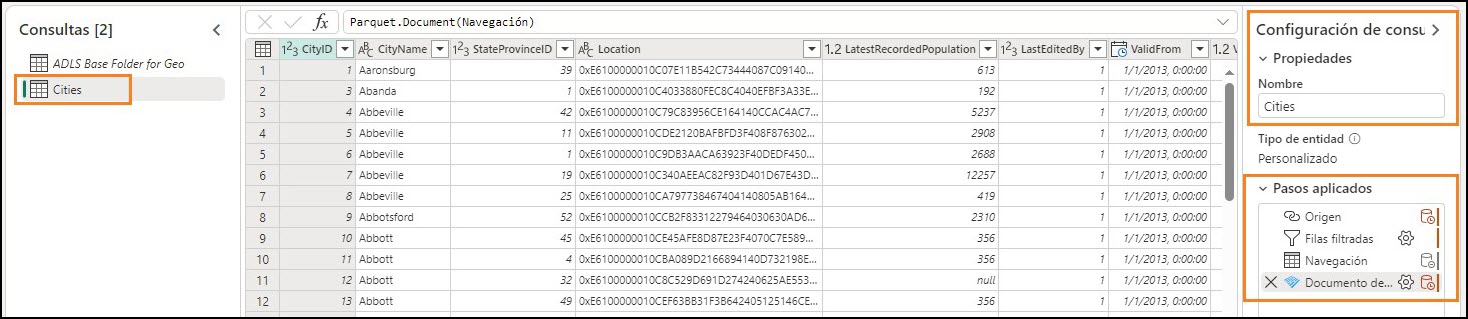 Consultas [2]
ADLS Base Folder for Geo
Cities
fx Parquet.Document(Navegación)
1²3 CityID ABC CityName 1²3 StateProvinceID ABC Location 1.2 LatestRecordedPopulation 1²3 LastEditedBy ValidFrom 1.2 V
1 1 Aaronsburg 39 0xE6100000010C07E11B542C73444087C09140... 613 1 1/1/2013, 0:00:00
2 3 Abanda 1 0xE6100000010C4033880FEC8C4040EFBF3A33E... 192 1 1/1/2013, 0:00:00
3 4 Abbeville 42 0xE6100000010C79C83956CE164140CCAC4AC7... 5237 1 1/1/2013, 0:00:00
4 5 Abbeville 11 0xE6100000010CDE2120BAFBFD3F408F876302... 2908 1 1/1/2013, 0:00:00
5 6 Abbeville 1 0xE6100000010C9DB3AACA63923F40DEDF450... 2688 1 1/1/2013, 0:00:00
6 7 Abbeville 19 0xE6100000010C340AEEAC82F93D401D67E43D... 12257 1 1/1/2013, 0:00:00
7 8 Abbeville 25 0xE6100000010CA797738467404140805AB164... 419 1 1/1/2013, 0:00:00
8 9 Abbotsford 52 0xE6100000010CCB2F83312279464030630AD6... 2310 1 1/1/2013, 0:00:00
9 10 Abbott 45 0xE6100000010CE45AFE8D87E23F4070C7E589... 356 1 1/1/2013, 0:00:00
10 11 Abbott 4 0xE6100000010CBA089D2166894140D732198E... 356 1 1/1/2013, 0:00:00
11 12 Abbott 32 0xE6100000010C8C529D691D274240625AE553... null 1 1/1/2013, 0:00:00
12 13 Abbott 49 0xE6100000010CEF63BB31F3B642405125146CE... 356 1 1/1/2013, 0:00:00
Configuración de consu
Propiedades
Nombre
Cities
Tipo de entidad
Personalizado
Pasos aplicados
Origen
Filas filtradas
Navegación
Documento de...